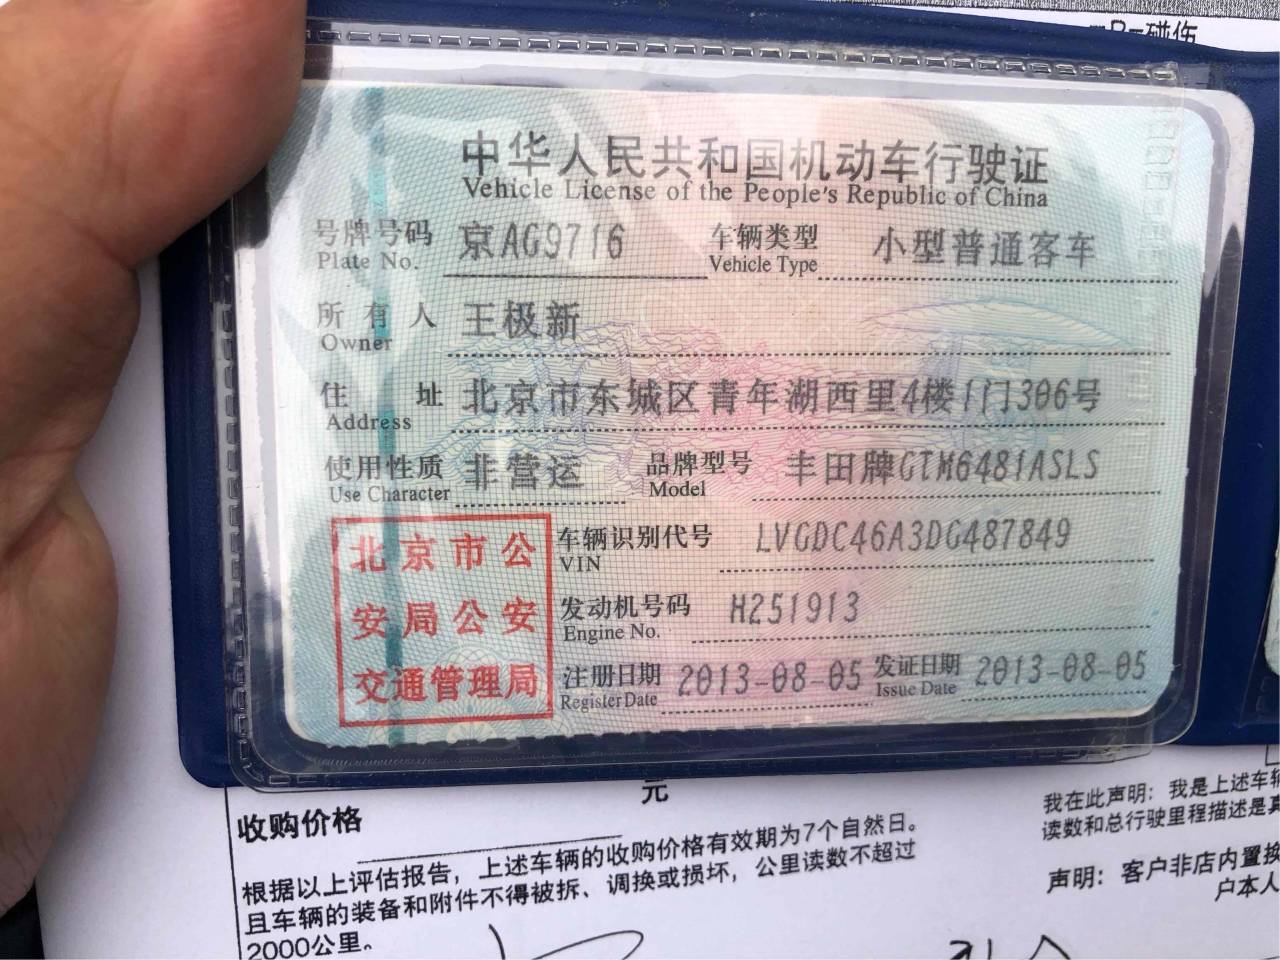 B-碰伤
中华人民共和国机动车行驶证
Vehicle License of the People's Republic of China
号牌号码 京AG9716 车辆类型 小型普通客车
Plate No. Vehicle Type
所有人 王极新
Owner
住址 北京市东城区青年湖西里4楼1门306号
Address
使用性质 非营运 品牌型号 丰田牌GTM6481ASLS
Use Character Model
北京市公
安局公安
交通管理局
车辆识别代号 LVGDC46A3DG487849
VIN
发动机号码 H251913
Engine No.
注册日期 2013-08-05 发证日期 2013-08-05
Register Date Issue Date
元
收购价格
根据以上评估报告，上述车辆的收购价格有效期为7个自然日。
且车辆的装备和附件不得被拆、调换或损坏，公里读数不超过
2000公里。
我在此声明：我是上述车辆
读数和总行驶里程描述是真
声明：客户非店内置换
户本人